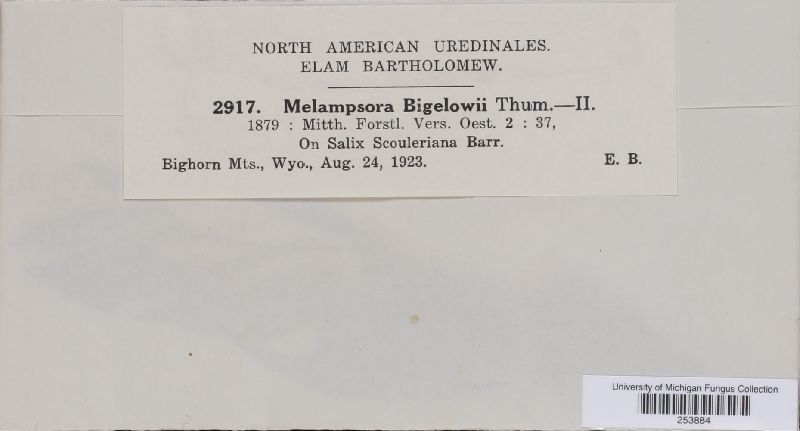 NORTH AMERICAN UREDINALES.
ELAM BARTHOLOMEW.
2917. Melampsora Bigelowii Thum.—II.
1879 : Mitth. Forstl. Vers. Oest. 2 : 37,
On Salix Scouleriana Barr.
Bighorn Mts., Wyo., Aug. 24, 1923. E. B.
University of Michigan Fungus Collection
253884